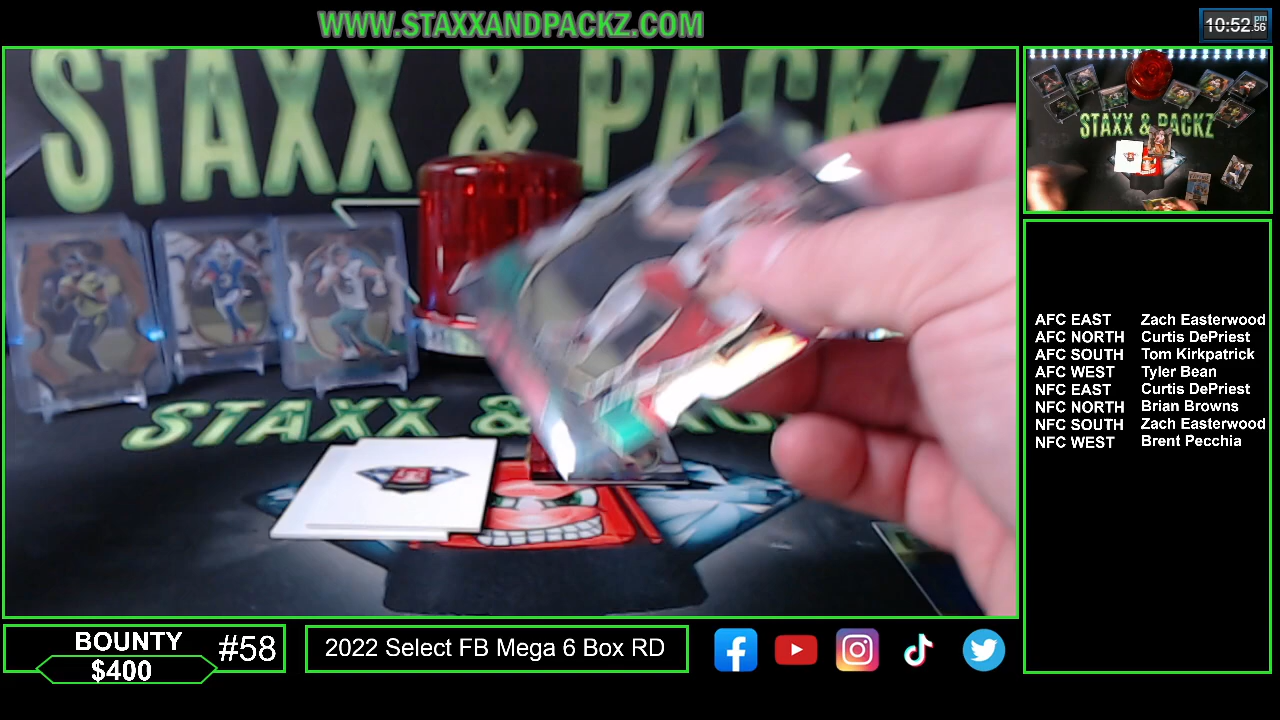 WWW.STAXXANDPACKZ.COM
10:52 pm .56
STAXX & PACKZ
STAXX & PACKZ
STAXX &
AFC EAST Zach Easterwood
AFC NORTH Curtis DePriest
AFC SOUTH Tom Kirkpatrick
AFC WEST Tyler Bean
NFC EAST Curtis DePriest
NFC NORTH Brian Browns
NFC SOUTH Zach Easterwood
NFC WEST Brent Pecchia
BOUNTY
$400
#58
2022 Select FB Mega 6 Box RD